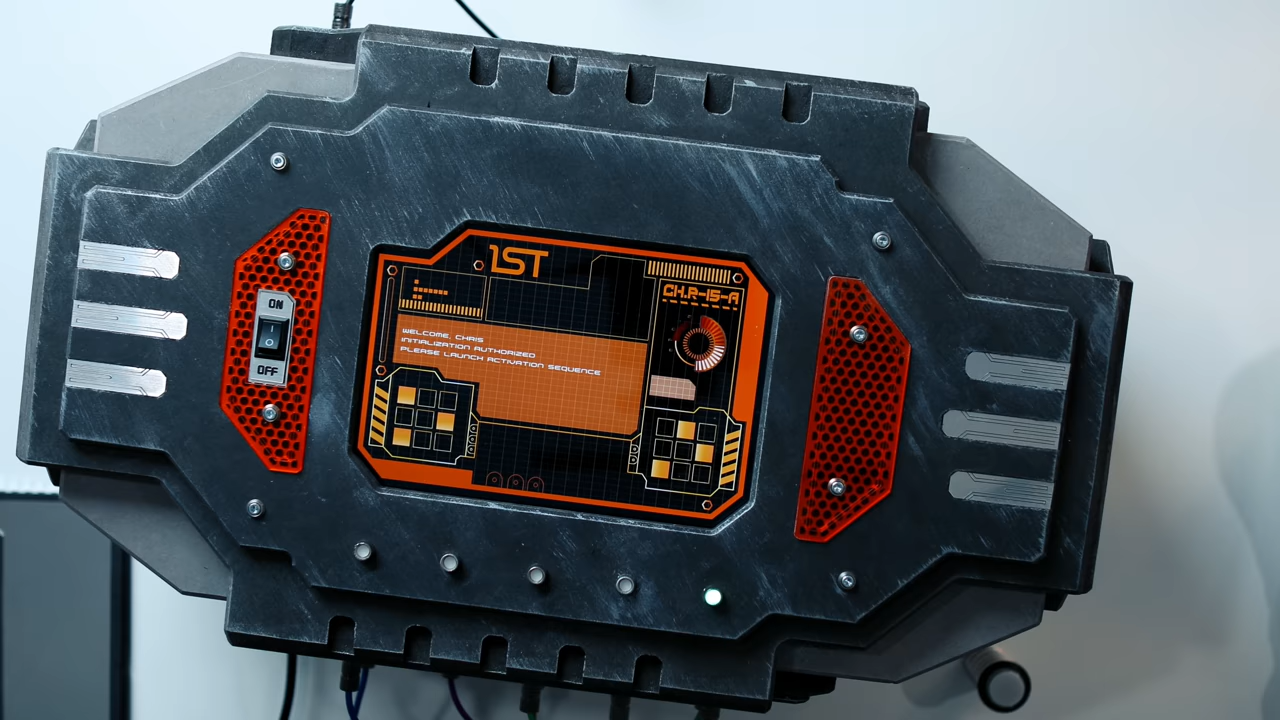 1ST
CH.R-15-A
ON
OFF
WELCOME, CHRIS
INITIALIZATION AUTHORIZED
PLEASE LAUNCH ACTIVATION SEQUENCE